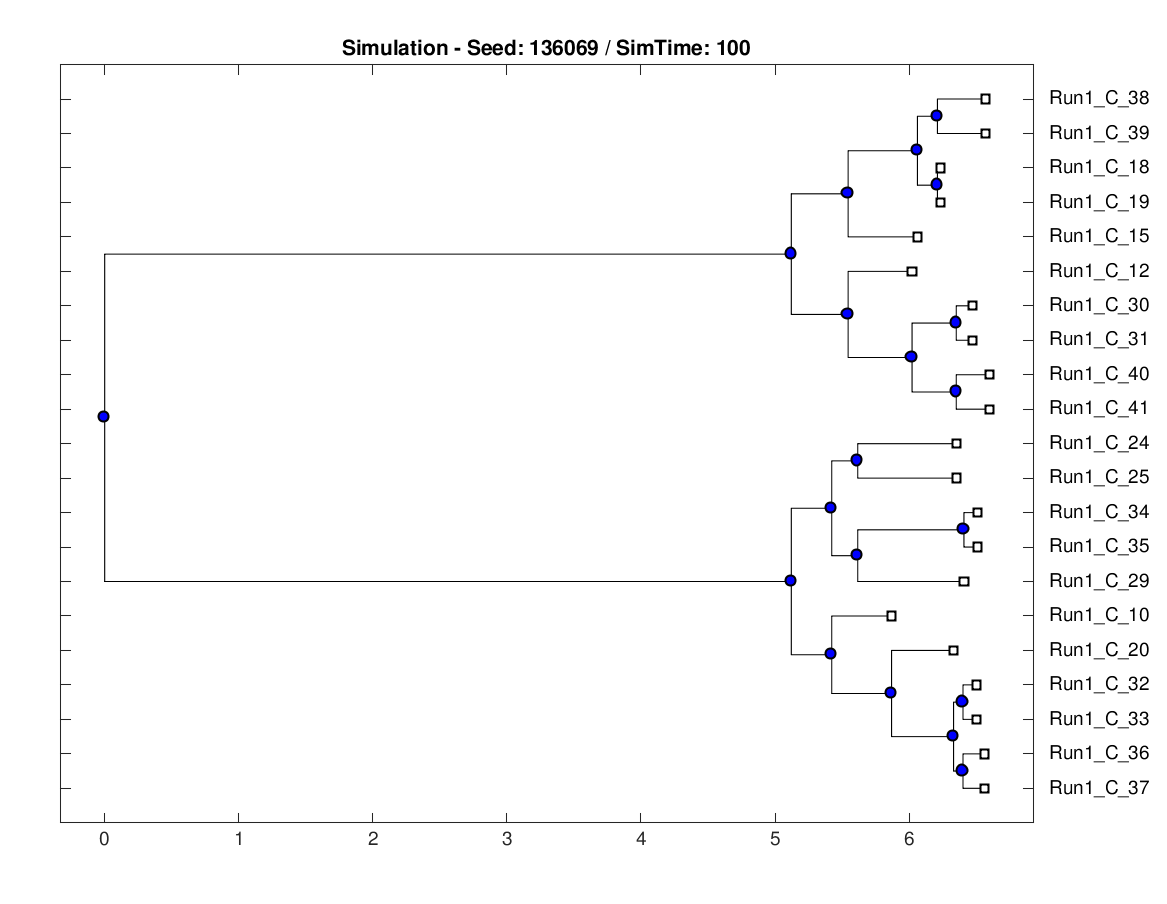 Simulation - Seed: 136069 / SimTime: 100
Run1_C_38
Run1_C_39
Run1_C_18
Run1_C_19
Run1_C_15
Run1_C_12
Run1_C_30
Run1_C_31
Run1_C_40
Run1_C_41
Run1_C_24
Run1_C_25
Run1_C_34
Run1_C_35
Run1_C_29
Run1_C_10
Run1_C_20
Run1_C_32
Run1_C_33
Run1_C_36
Run1_C_37
0 1 2 3 4 5 6